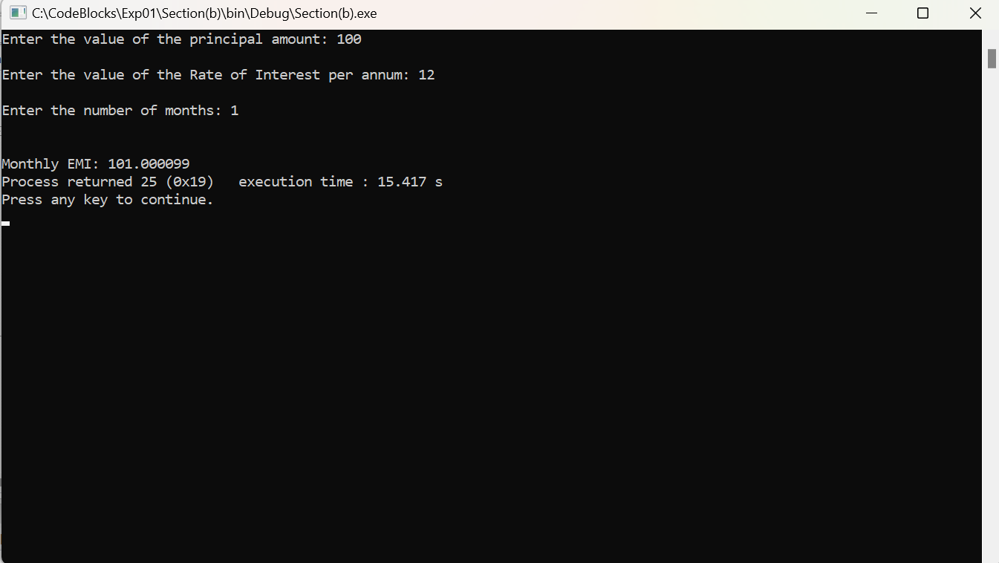 C:\CodeBlocks\Exp01\Section(b)\bin\Debug\Section(b).exe
Enter the value of the principal amount: 100
Enter the value of the Rate of Interest per annum: 12
Enter the number of months: 1
Monthly EMI: 101.000099
Process returned 25 (0x19)   execution time : 15.417 s
Press any key to continue.